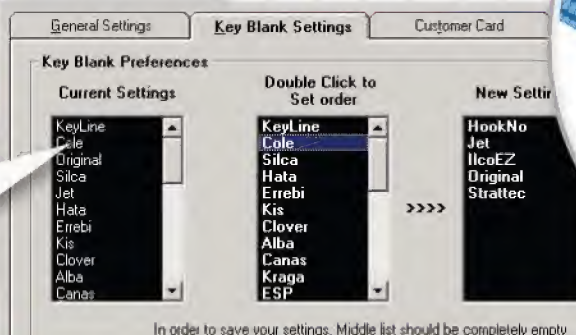 General Settings
Key Blank Settings
Customer Card
Key Blank Preferences
Current Settings
Double Click to
Set order
New Settin
KeyLine
Cole
Original
Silca
Jet
Hata
Errebi
Kis
Clover
Alba
Canas
KeyLine
Cole
Silca
Hata
Errebi
Kis
Clover
Alba
Canas
Kraga
ESP
>>>>
HookNo
Jet
IlcoEZ
Original
Strattec
In order to save your settings, Middle list should be completely empty